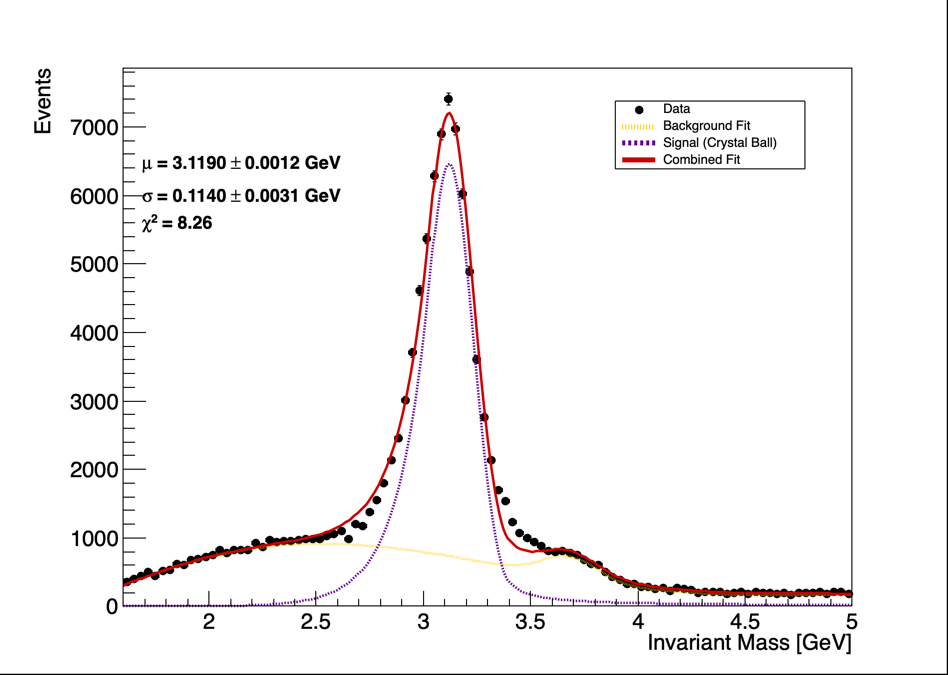 Events
7000
6000
5000
4000
3000
2000
1000
0
μ = 3.1190 ± 0.0012 GeV
σ = 0.1140 ± 0.0031 GeV
χ² = 8.26
Data
Background Fit
Signal (Crystal Ball)
Combined Fit
2 2.5 3 3.5 4 4.5 5
Invariant Mass [GeV]